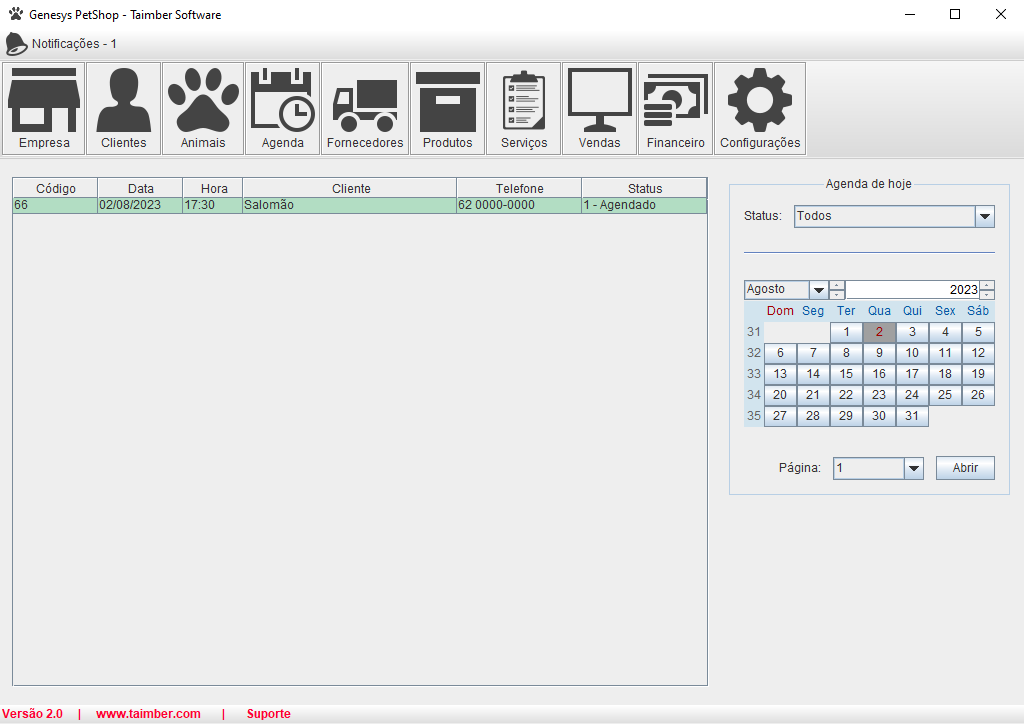 Genesys PetShop - Taimber Software
Notificações - 1
Empresa Clientes Animais Agenda Fornecedores Produtos Serviços Vendas Financeiro Configurações
Código Data Hora Cliente Telefone Status
66 02/08/2023 17:30 Salomão 62 0000-0000 1 - Agendado
Agenda de hoje
Status: Todos
Agosto 2023
Dom Seg Ter Qua Qui Sex Sáb
31 1 2 3 4 5
32 6 7 8 9 10 11 12
33 13 14 15 16 17 18 19
34 20 21 22 23 24 25 26
35 27 28 29 30 31
Página: 1 Abrir
Versão 2.0 | www.taimber.com | Suporte